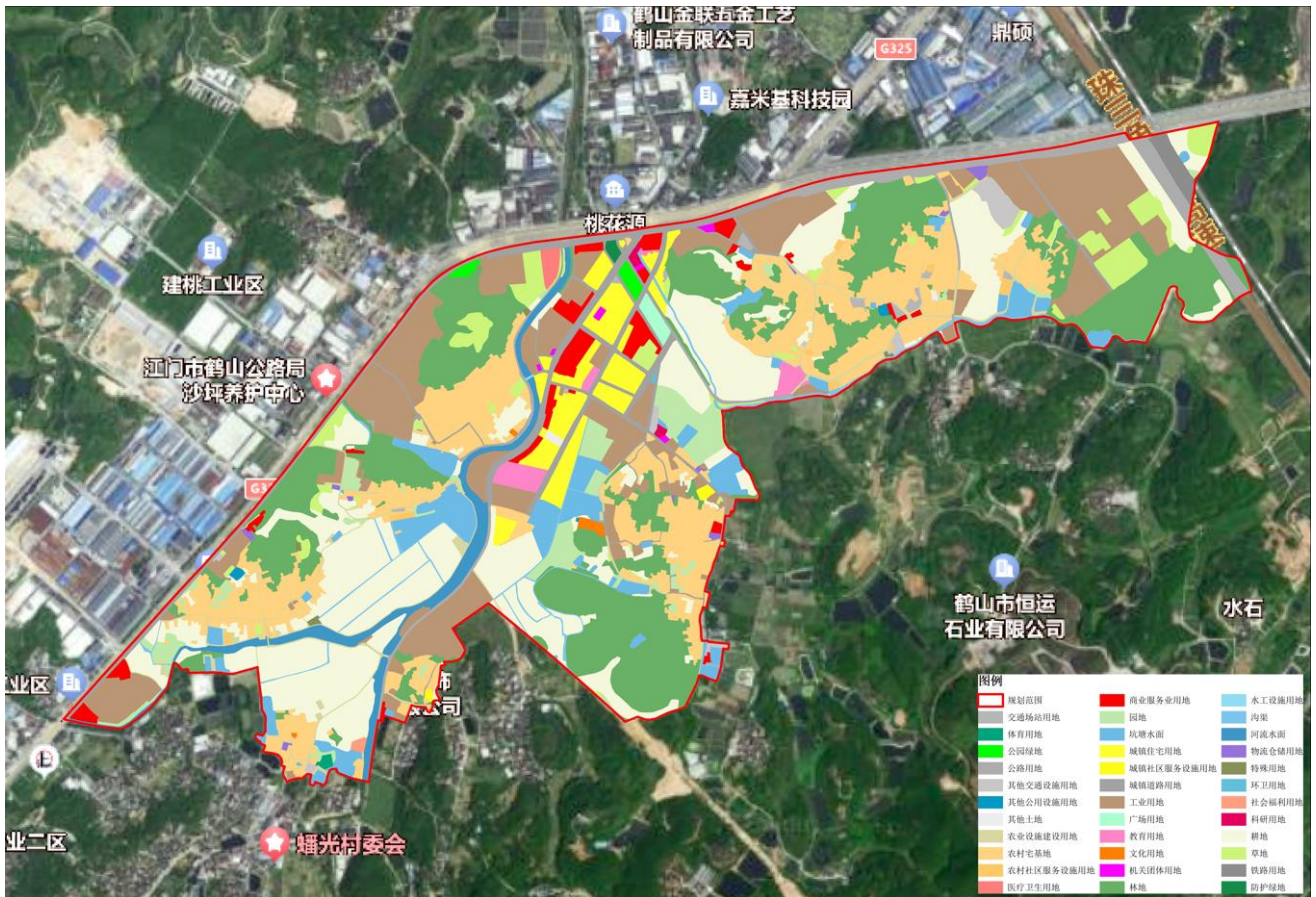 鹤山金联五金工艺
制品有限公司
鼎硕
G325
嘉米基科技园
桃花源
建桃工业区
江门市鹤山公路局
沙坪养护中心
鹤山市恒运
石业有限公司
水石
工业区
公司
业二区
蟠光村委会
图例
规划范围
交通场站用地
体育用地
公园绿地
公路用地
其他交通设施用地
其他公用设施用地
其他土地
农业设施建设用地
农村宅基地
农村社区服务设施用地
医疗卫生用地
商业服务业用地
园地
坑塘水面
城镇住宅用地
城镇社区服务设施用地
城镇道路用地
工业用地
广场用地
教育用地
文化用地
机关团体用地
林地
水工设施用地
沟渠
河流水面
物流仓储用地
特殊用地
环卫用地
社会福利用地
科研用地
耕地
草地
铁路用地
防护绿地